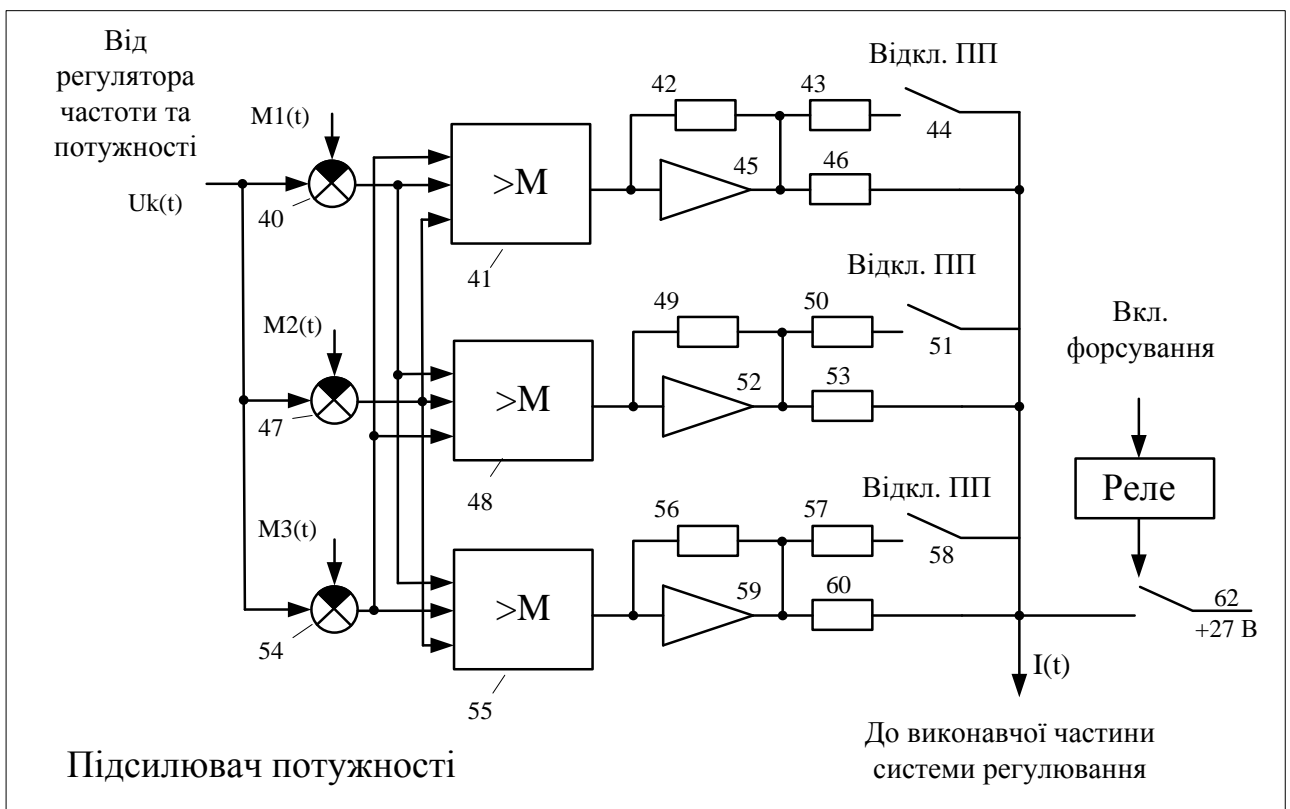 Від
регулятора
частоти та
потужності
Uk(t)
M1(t)
40
>M
41
42
43
Відкл. ПП
44
45
46
M2(t)
47
>M
48
49
50
Відкл. ПП
51
52
53
M3(t)
54
>M
55
56
57
Відкл. ПП
58
59
60
Вкл.
форсування
Реле
62
+27 В
I(t)
До виконавчої частини
системи регулювання
Підсилювач потужності